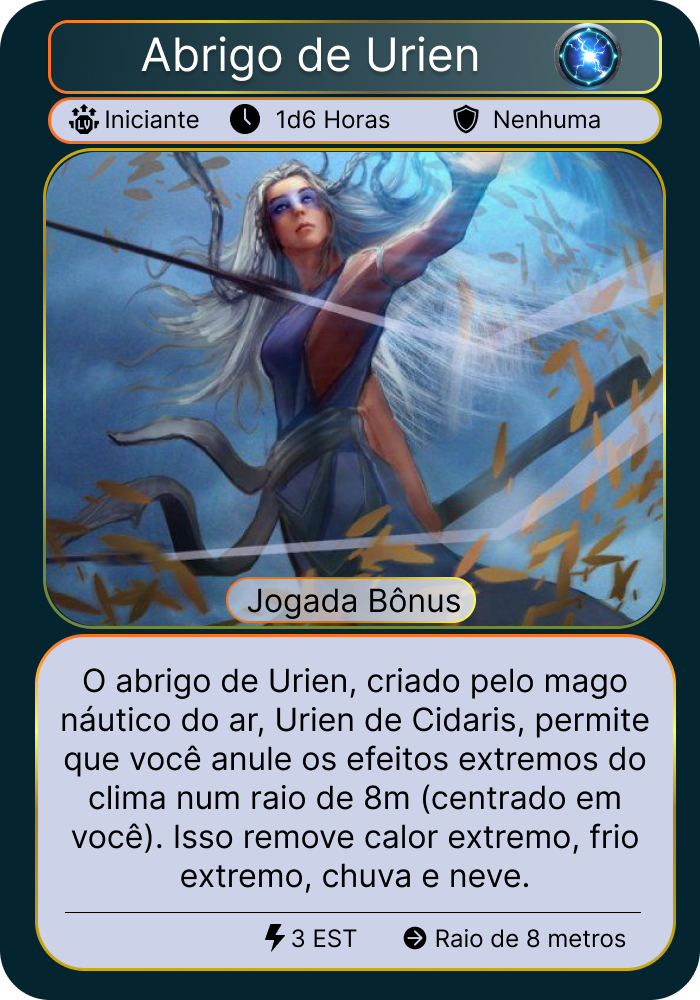 Abrigo de Urien
LV Iniciante 1d6 Horas Nenhuma
Jogada Bônus
O abrigo de Urien, criado pelo mago
náutico do ar, Urien de Cidaris, permite
que você anule os efeitos extremos do
clima num raio de 8m (centrado em
você). Isso remove calor extremo, frio
extremo, chuva e neve.
3 EST Raio de 8 metros